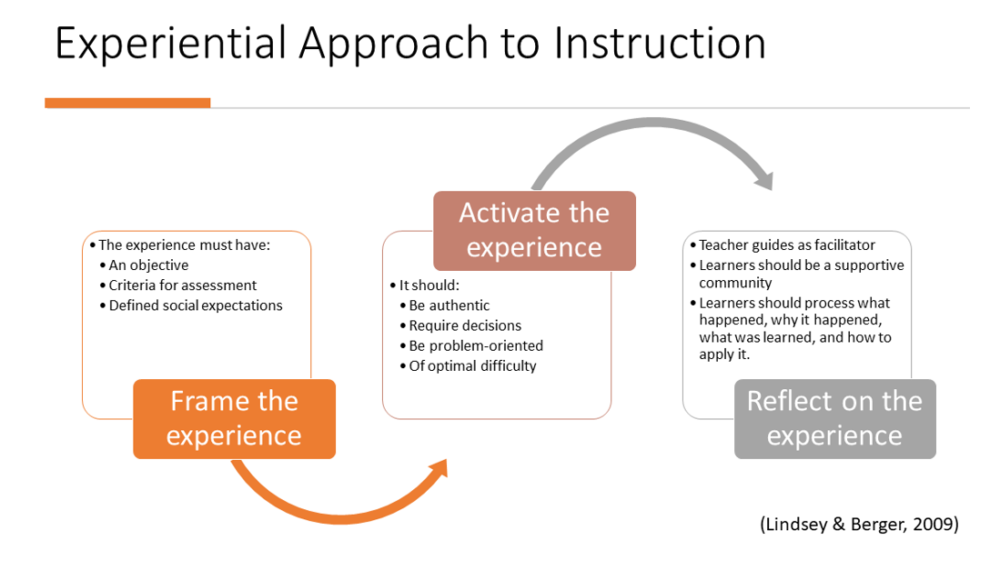 Experiential Approach to Instruction
• The experience must have:
• An objective
• Criteria for assessment
• Defined social expectations
Frame the
experience
Activate the
experience
• It should:
• Be authentic
• Require decisions
• Be problem-oriented
• Of optimal difficulty
• Teacher guides as facilitator
• Learners should be a supportive
community
• Learners should process what
happened, why it happened,
what was learned, and how to
apply it.
Reflect on the
experience
(Lindsey & Berger, 2009)